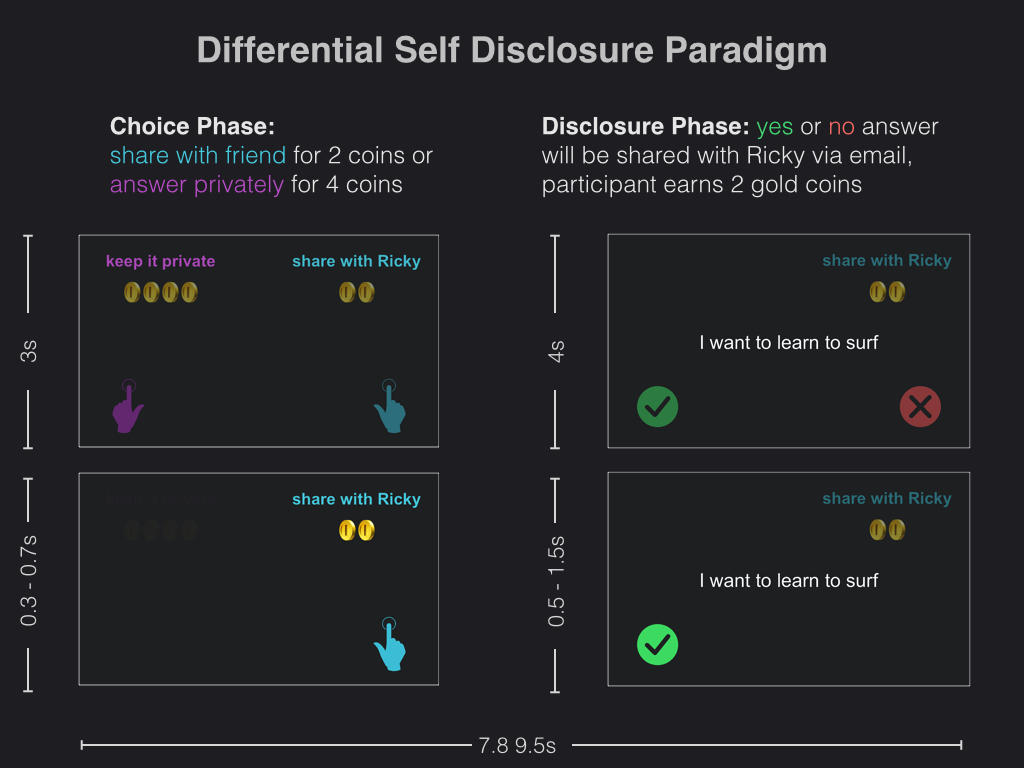 Differential Self Disclosure Paradigm
Choice Phase:
share with friend for 2 coins or
answer privately for 4 coins
Disclosure Phase: yes or no answer
will be shared with Ricky via email,
participant earns 2 gold coins
3s
keep it private
share with Ricky
4s
share with Ricky
I want to learn to surf
0.3 - 0.7s
share with Ricky
0.5 - 1.5s
share with Ricky
I want to learn to surf
7.8 9.5s